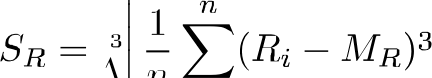 $S_R = \sqrt[3]{\frac{1}{n} \sum^{n} (R_i - M_R)^3}$